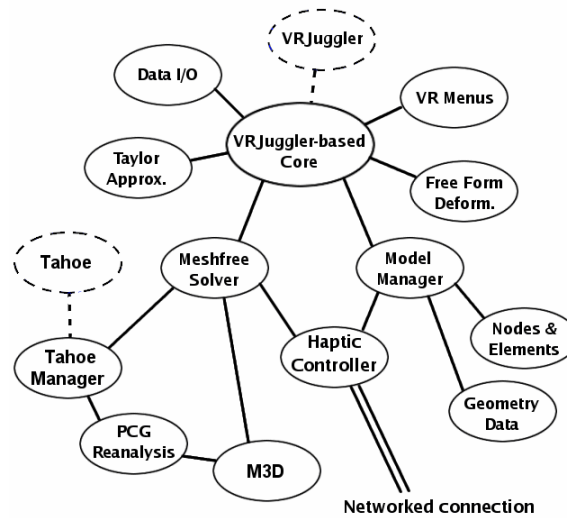 VRJuggler
Data I/O
VR Menus
VRJuggler-based
Core
Taylor
Approx.
Free Form
Deform.
Tahoe
Meshfree
Solver
Model
Manager
Nodes &
Elements
Tahoe
Manager
Haptic
Controller
Geometry
Data
PCG
Reanalysis
M3D
Networked connection